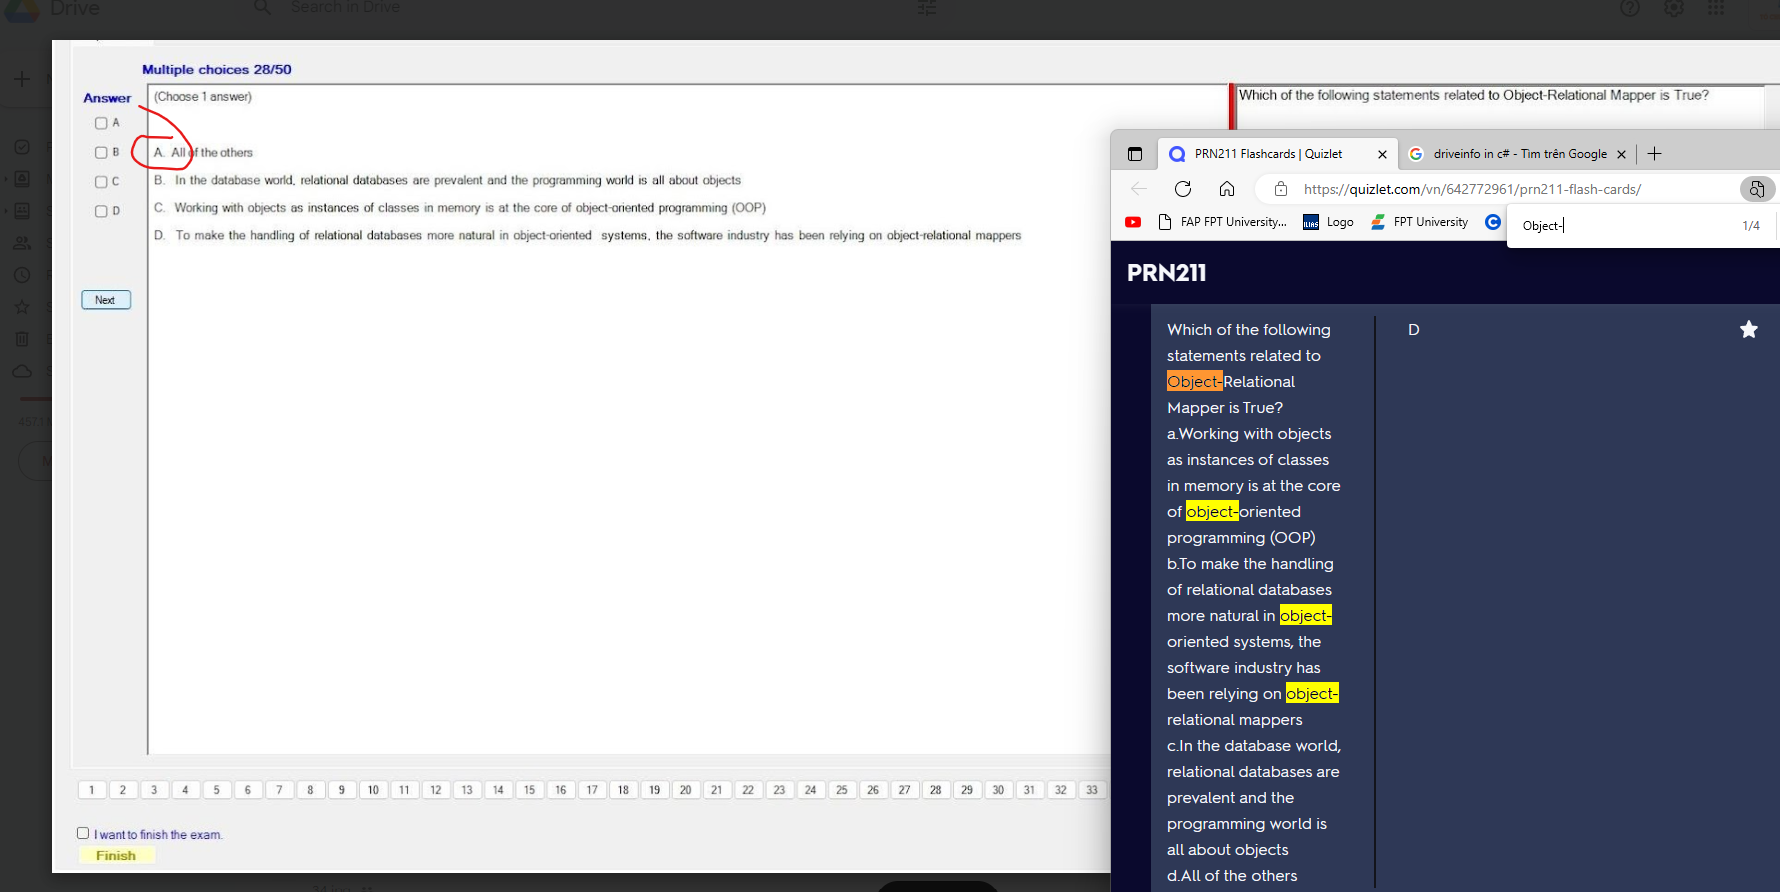 Drive
Search in Drive
Multiple choices 28/50
Answer
(Choose 1 answer)
A
B
C
D
A. All of the others
B. In the database world, relational databases are prevalent and the programming world is all about objects
C. Working with objects as instances of classes in memory is at the core of object-oriented programming (OOP)
D. To make the handling of relational databases more natural in object-oriented systems, the software industry has been relying on object-relational mappers
Next
Which of the following statements related to Object-Relational Mapper is True?
PRN211 Flashcards | Quizlet
driveinfo in c# - Tìm trên Google
https://quizlet.com/vn/642772961/prn211-flash-cards/
FAP FPT University...
Logo
FPT University
Object-
1/4
PRN211
Which of the following
statements related to
Object-Relational
Mapper is True?
a.Working with objects
as instances of classes
in memory is at the core
of object-oriented
programming (OOP)
b.To make the handling
of relational databases
more natural in object-
oriented systems, the
software industry has
been relying on object-
relational mappers
c.In the database world,
relational databases are
prevalent and the
programming world is
all about objects
d.All of the others
D
1 2 3 4 5 6 7 8 9 10 11 12 13 14 15 16 17 18 19 20 21 22 23 24 25 26 27 28 29 30 31 32 33
I want to finish the exam.
Finish